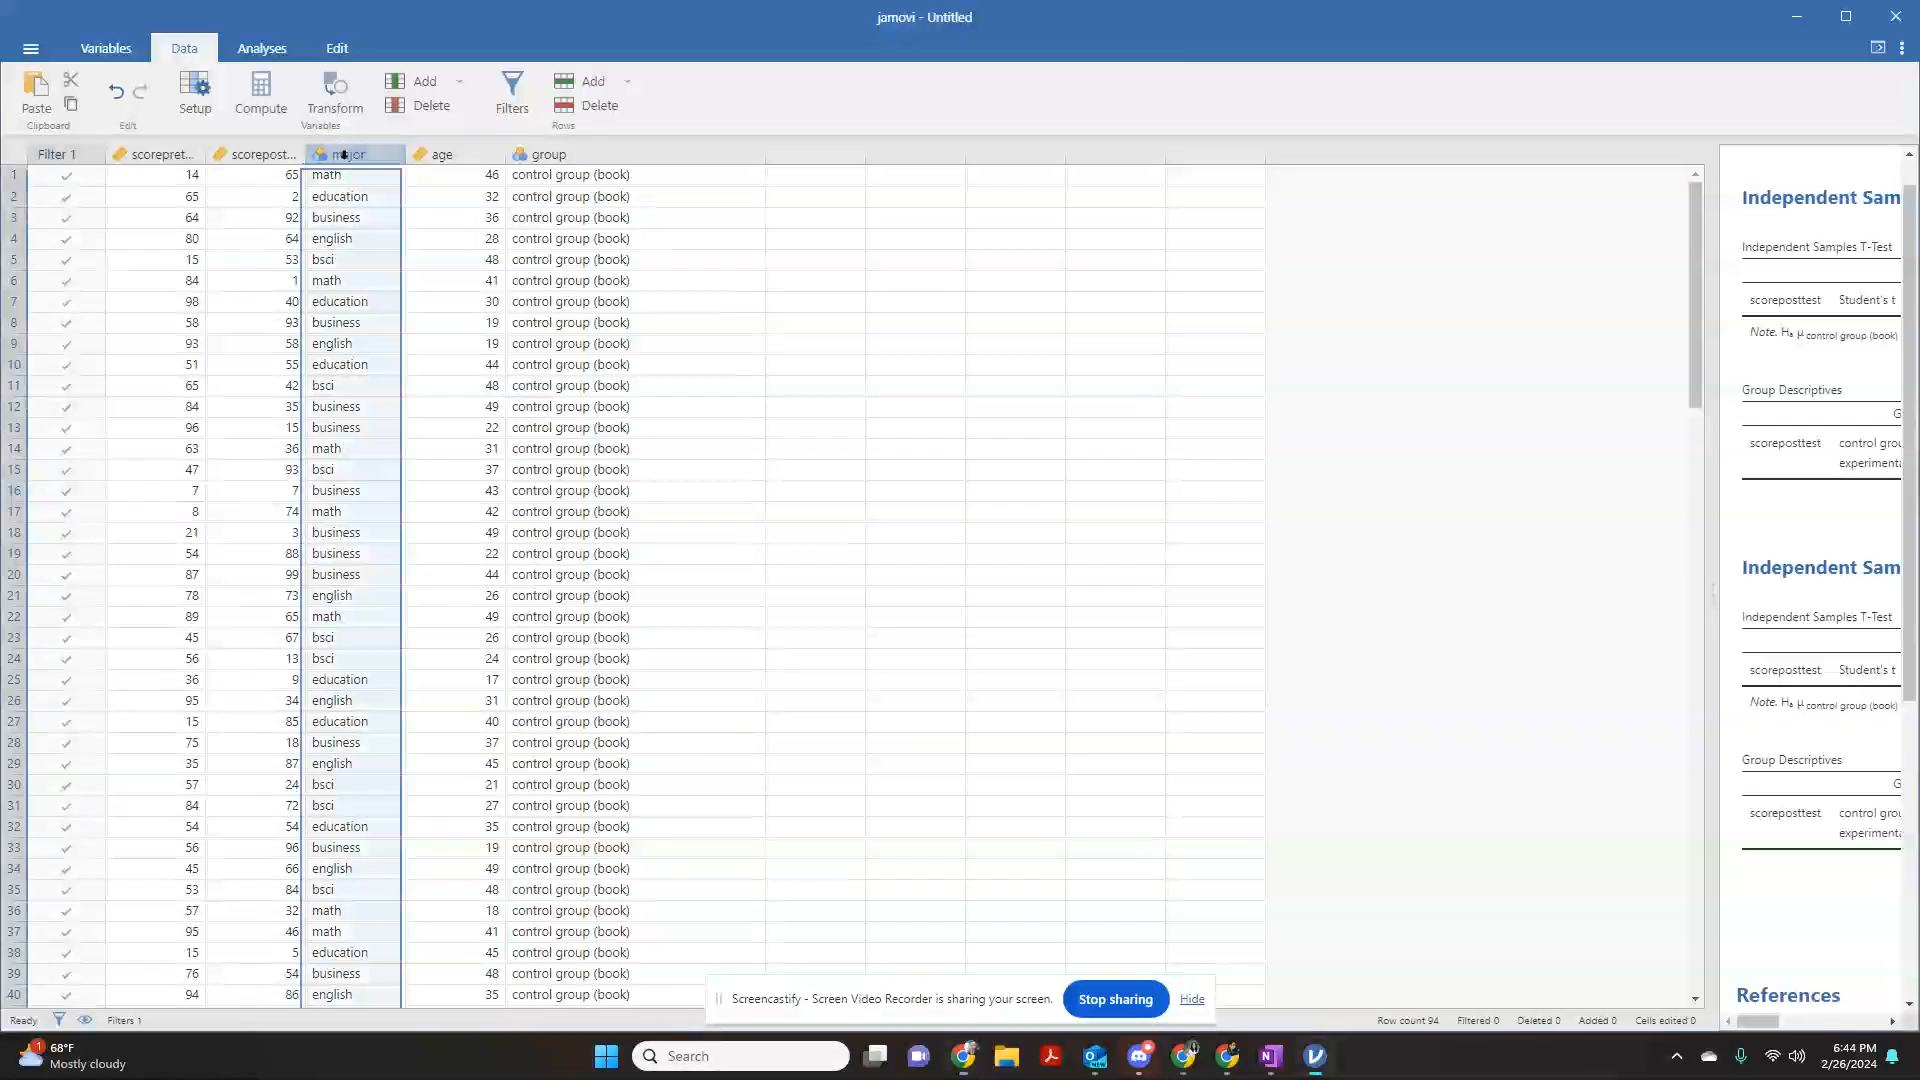 jamovi - Untitled
Variables Data Analyses Edit
Paste Setup Compute Transform Add Delete Filters Add Delete
Clipboard Edit Variables Rows
Filter 1 scorepret... scorepost... major age group
1 14 65 math 46 control group (book)
2 65 2 education 32 control group (book)
3 64 92 business 36 control group (book)
4 80 64 english 28 control group (book)
5 15 53 bsci 48 control group (book)
6 84 1 math 41 control group (book)
7 98 40 education 30 control group (book)
8 58 93 business 19 control group (book)
9 93 58 english 19 control group (book)
10 51 55 education 44 control group (book)
11 65 42 bsci 48 control group (book)
12 84 35 business 49 control group (book)
13 96 15 business 22 control group (book)
14 63 36 math 31 control group (book)
15 47 93 bsci 37 control group (book)
16 7 7 business 43 control group (book)
17 8 74 math 42 control group (book)
18 21 3 business 49 control group (book)
19 54 88 business 22 control group (book)
20 87 99 business 44 control group (book)
21 78 73 english 26 control group (book)
22 89 65 math 49 control group (book)
23 45 67 bsci 26 control group (book)
24 56 13 bsci 24 control group (book)
25 36 9 education 17 control group (book)
26 95 34 english 31 control group (book)
27 15 85 education 40 control group (book)
28 75 18 business 37 control group (book)
29 35 87 english 45 control group (book)
30 57 24 bsci 21 control group (book)
31 84 72 bsci 27 control group (book)
32 54 54 education 35 control group (book)
33 56 96 business 19 control group (book)
34 45 66 english 49 control group (book)
35 53 84 bsci 48 control group (book)
36 57 32 math 18 control group (book)
37 95 46 math 41 control group (book)
38 15 5 education 45 control group (book)
39 76 54 business 48 control group (book)
40 94 86 english 35 control group (book)
Independent Sam
Independent Samples T-Test
scoreposttest Student's t
Note. Hₐ μ control group (book)
Group Descriptives
G
scoreposttest control grou
experimenta
Independent Sam
Independent Samples T-Test
scoreposttest Student's t
Note. Hₐ μ control group (book)
Group Descriptives
G
scoreposttest control grou
experimenta
References
Screencastify - Screen Video Recorder is sharing your screen. Stop sharing Hide
Ready Filters 1 Row count 94 Filtered 0 Deleted 0 Added 0 Cells edited 0
1 68°F
Mostly cloudy
Search
NEW
6:44 PM
2/26/2024